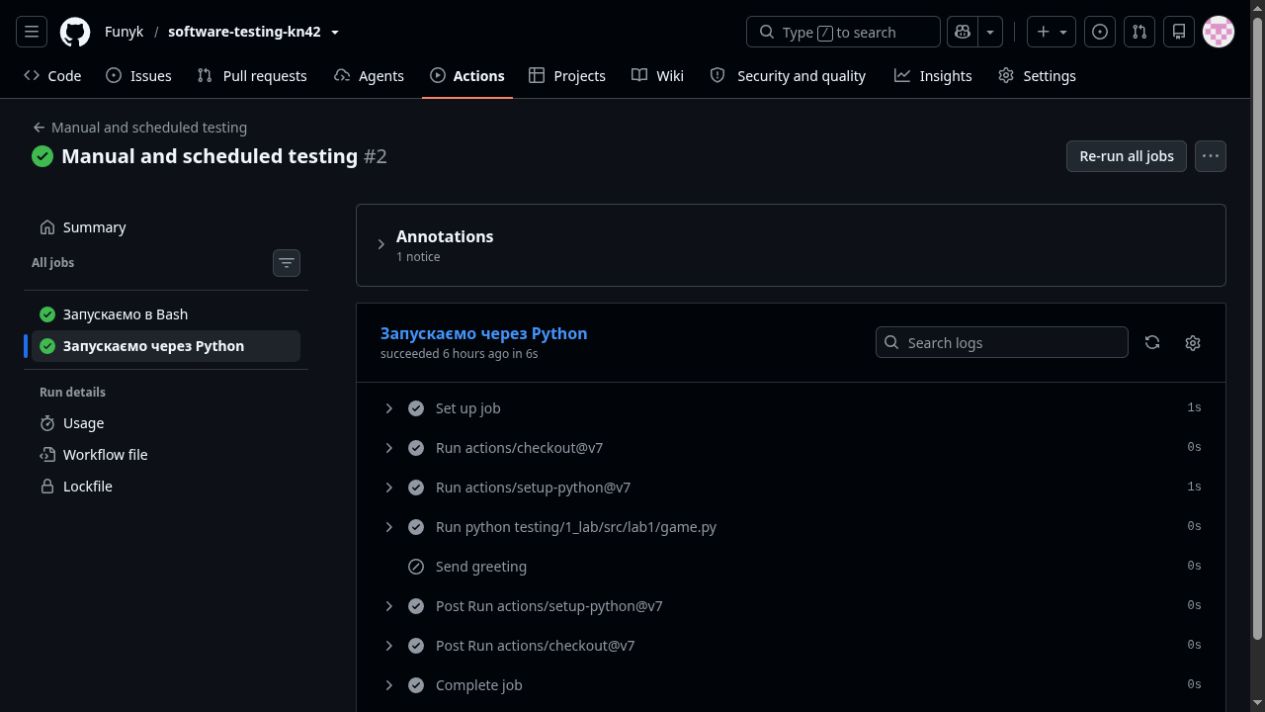 Funyk / software-testing-kn42
Type / to search
Code Issues Pull requests Agents Actions Projects Wiki Security and quality Insights Settings
Manual and scheduled testing
Manual and scheduled testing #2
Re-run all jobs
Summary
All jobs
Запускаємо в Bash
Запускаємо через Python
Run details
Usage
Workflow file
Lockfile
Annotations
1 notice
Запускаємо через Python
succeeded 6 hours ago in 6s
Search logs
Set up job 1s
Run actions/checkout@v7 0s
Run actions/setup-python@v7 1s
Run python testing/1_lab/src/lab1/game.py 0s
Send greeting 0s
Post Run actions/setup-python@v7 0s
Post Run actions/checkout@v7 0s
Complete job 0s